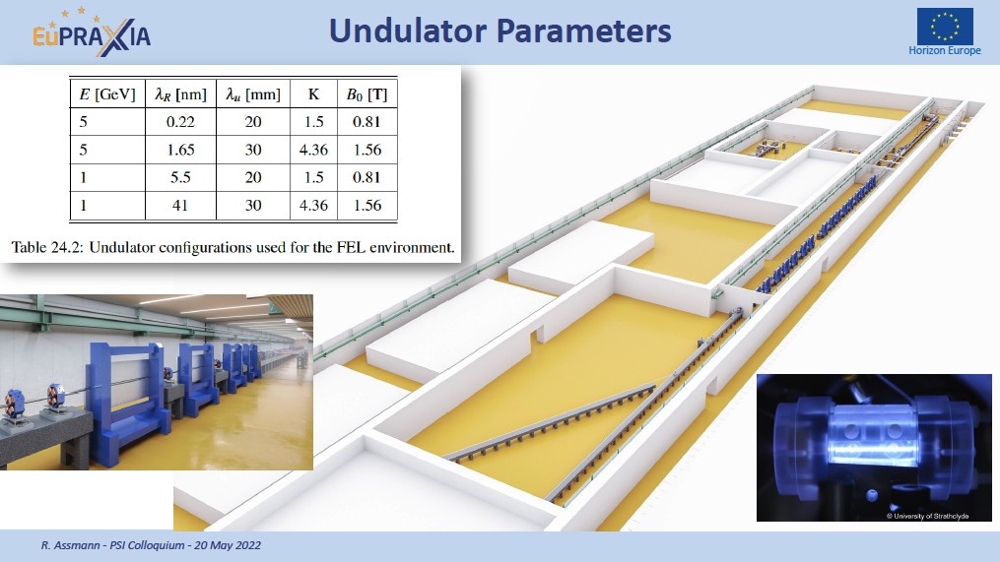 EuPRAXIA
Undulator Parameters
Horizon Europe
E [GeV] λR [nm] λu [mm] K B0 [T]
5 0.22 20 1.5 0.81
5 1.65 30 4.36 1.56
1 5.5 20 1.5 0.81
1 41 30 4.36 1.56
Table 24.2: Undulator configurations used for the FEL environment.
© University of Strathclyde
R. Assmann - PSI Colloquium - 20 May 2022